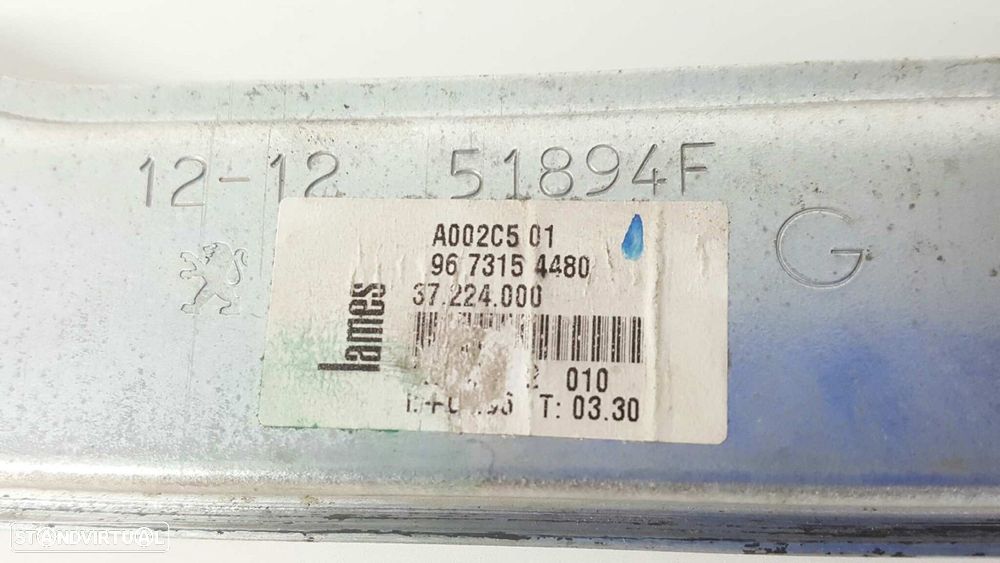 12-12 51894F
G
A002C5 01
96 7315 4480
37.224.000
lames
010
T: 03.30
STANDVIRTUAL